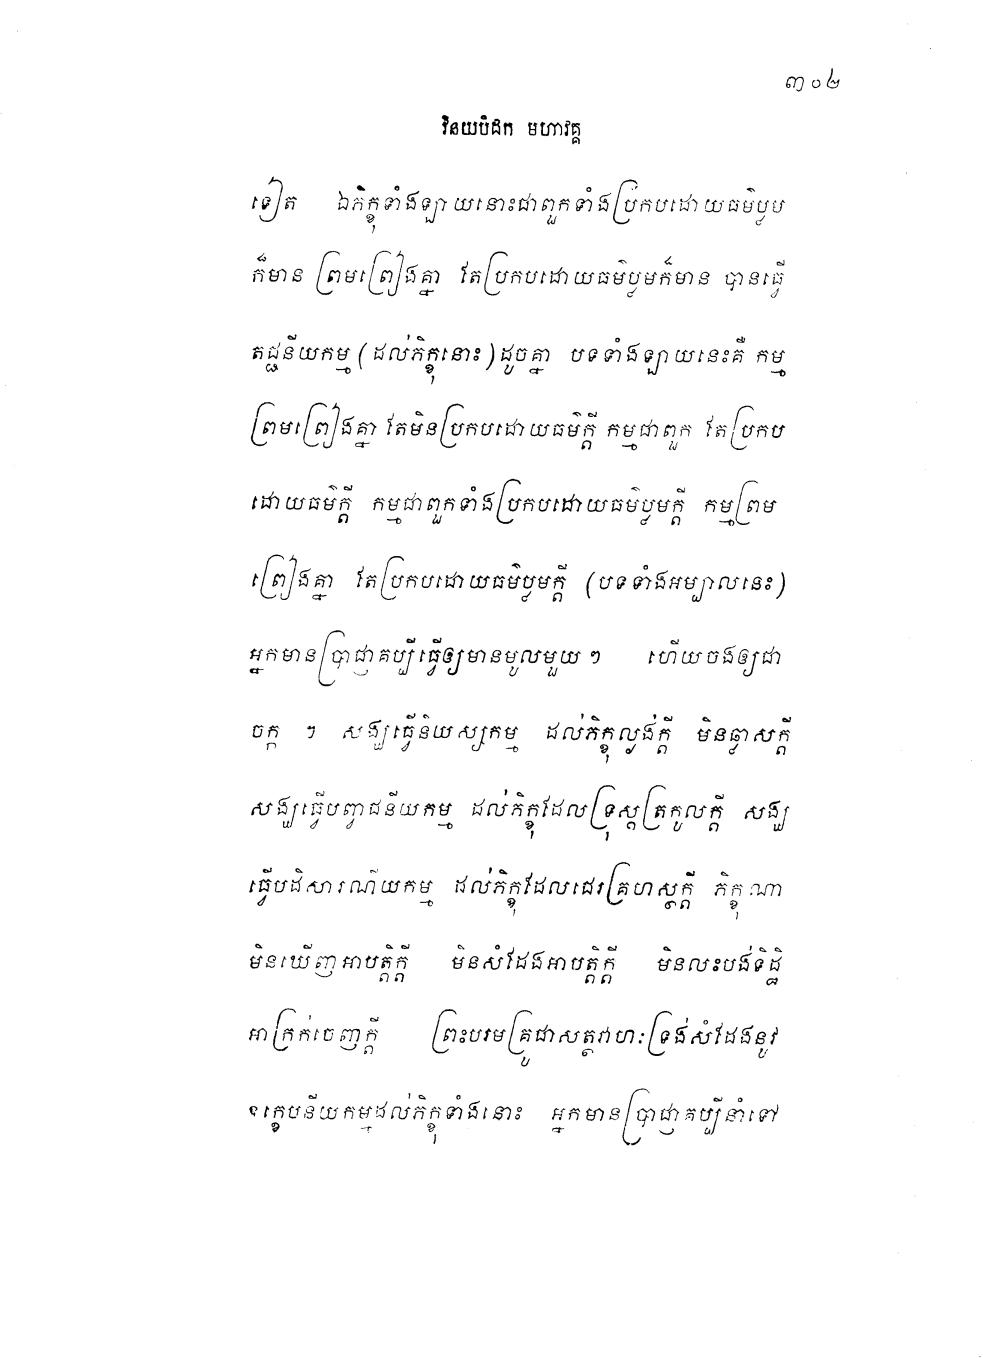 ៣០២
វិនយបិដក មហាវគ្គ
ទៀត ឯភិក្ខុទាំងឡាយនោះជាពួកទាំងប្រកបដោយធម៌ប្លូប
ក៏មាន ព្រមព្រៀងគ្នា តែប្រកបដោយធម៌ប្លមក៏មាន បានធ្វើ
តជ្ជនីយកម្ម (ដល់ភិក្ខុនោះ) ដូចគ្នា បទទាំងឡាយនេះគឺ កម្ម
ព្រមព្រៀងគ្នា តែមិនប្រកបដោយធម៌ក្តី កម្មជាពួក តែប្រកប
ដោយធម៌ក្តី កម្មជាពួកទាំងប្រកបដោយធម៌ប្លមក្តី កម្មព្រម
ព្រៀងគ្នា តែប្រកបដោយធម៌ប្លមក្តី (បទទាំងអម្បាលនេះ)
អ្នកមានប្រាជ្ញាគប្បីធ្វើឲ្យមានមូលមួយ ៗ ហើយចងឲ្យជា
ចក្ក ៗ សង្ឃធ្វើនិយស្សកម្ម ដល់ភិក្ខុល្ងង់ក្តី មិនឆ្លាសក្តី
សង្ឃធ្វើបព្វាជនីយកម្ម ដល់ភិក្ខុដែលទ្រុស្តត្រកូលក្តី សង្ឃ
ធ្វើបដិសារណីយកម្ម ដល់ភិក្ខុដែលជេរគ្រហស្ថក្តី ភិក្ខុណា
មិនឃើញអាបត្តិក្តី មិនសំដែងអាបត្តិក្តី មិនលះបង់ទិដ្ឋិ
អាក្រក់ចេញក្តី ព្រះបរមគ្រូជាសត្ថវាហៈទ្រង់សំដែងនូវ
ឧក្ខេបនីយកម្មដល់ភិក្ខុទាំងនោះ អ្នកមានប្រាជ្ញាគប្បីនាំទៅ